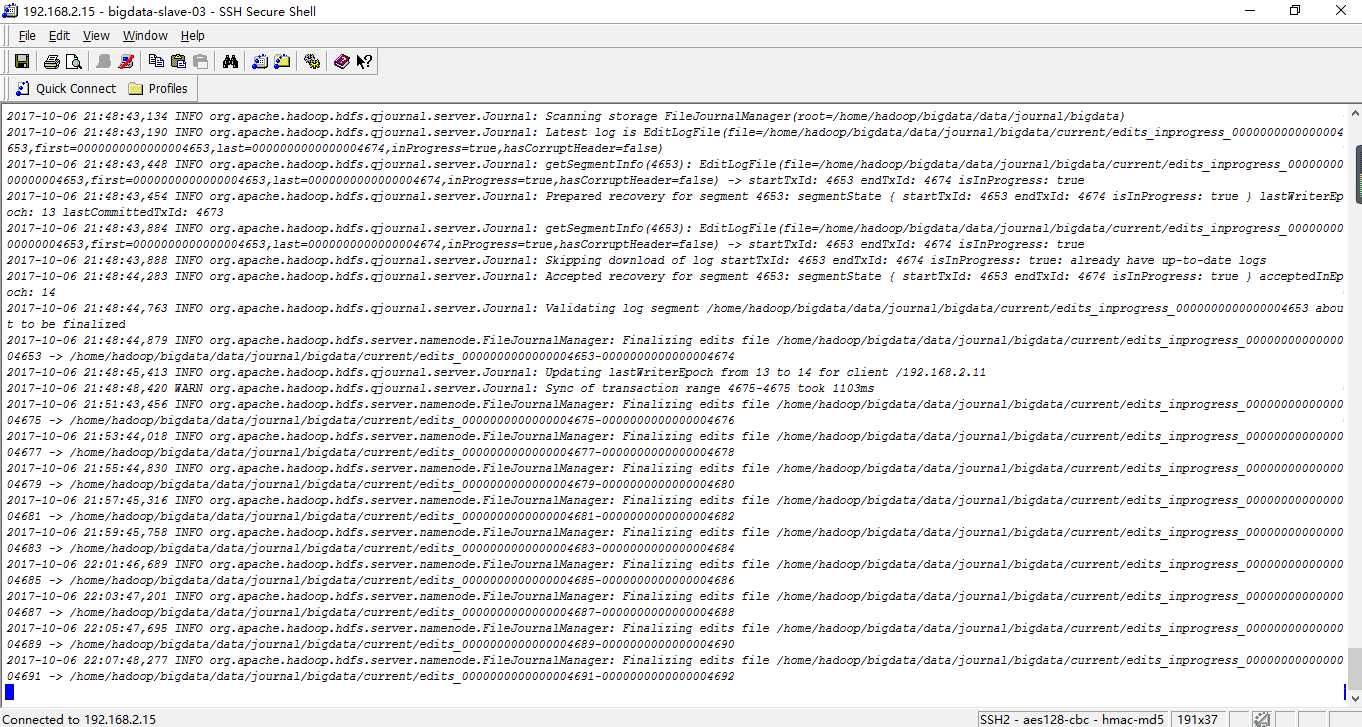 192.168.2.15 - bigdata-slave-03 - SSH Secure Shell
File Edit View Window Help
Quick Connect Profiles
2017-10-06 21:48:43,134 INFO org.apache.hadoop.hdfs.qjournal.server.Journal: Scanning storage FileJournalManager(root=/home/hadoop/bigdata/data/journal/bigdata)
2017-10-06 21:48:43,190 INFO org.apache.hadoop.hdfs.qjournal.server.Journal: Latest log is EditLogFile(file=/home/hadoop/bigdata/data/journal/bigdata/current/edits_inprogress_0000000000000004
653,first=0000000000000004653,last=0000000000000004674,inProgress=true,hasCorruptHeader=false)
2017-10-06 21:48:43,448 INFO org.apache.hadoop.hdfs.qjournal.server.Journal: getSegmentInfo(4653): EditLogFile(file=/home/hadoop/bigdata/data/journal/bigdata/current/edits_inprogress_00000000
00000004653,first=0000000000000004653,last=0000000000000004674,inProgress=true,hasCorruptHeader=false) -> startTxId: 4653 endTxId: 4674 isInProgress: true
2017-10-06 21:48:43,454 INFO org.apache.hadoop.hdfs.qjournal.server.Journal: Prepared recovery for segment 4653: segmentState { startTxId: 4653 endTxId: 4674 isInProgress: true } lastWriterEp
och: 13 lastCommittedTxId: 4673
2017-10-06 21:48:43,884 INFO org.apache.hadoop.hdfs.qjournal.server.Journal: getSegmentInfo(4653): EditLogFile(file=/home/hadoop/bigdata/data/journal/bigdata/current/edits_inprogress_00000000
00000004653,first=0000000000000004653,last=0000000000000004674,inProgress=true,hasCorruptHeader=false) -> startTxId: 4653 endTxId: 4674 isInProgress: true
2017-10-06 21:48:43,888 INFO org.apache.hadoop.hdfs.qjournal.server.Journal: Skipping download of log startTxId: 4653 endTxId: 4674 isInProgress: true: already have up-to-date logs
2017-10-06 21:48:44,283 INFO org.apache.hadoop.hdfs.qjournal.server.Journal: Accepted recovery for segment 4653: segmentState { startTxId: 4653 endTxId: 4674 isInProgress: true } acceptedInEp
och: 14
2017-10-06 21:48:44,763 INFO org.apache.hadoop.hdfs.qjournal.server.Journal: Validating log segment /home/hadoop/bigdata/data/journal/bigdata/current/edits_inprogress_0000000000000004653 abou
t to be finalized
2017-10-06 21:48:44,879 INFO org.apache.hadoop.hdfs.server.namenode.FileJournalManager: Finalizing edits file /home/hadoop/bigdata/data/journal/bigdata/current/edits_inprogress_00000000000000
04653 -> /home/hadoop/bigdata/data/journal/bigdata/current/edits_0000000000000004653-0000000000000004674
2017-10-06 21:48:45,413 INFO org.apache.hadoop.hdfs.qjournal.server.Journal: Updating lastWriterEpoch from 13 to 14 for client /192.168.2.11
2017-10-06 21:48:48,420 WARN org.apache.hadoop.hdfs.qjournal.server.Journal: Sync of transaction range 4675-4675 took 1103ms
2017-10-06 21:51:43,456 INFO org.apache.hadoop.hdfs.server.namenode.FileJournalManager: Finalizing edits file /home/hadoop/bigdata/data/journal/bigdata/current/edits_inprogress_00000000000000
04675 -> /home/hadoop/bigdata/data/journal/bigdata/current/edits_0000000000000004675-0000000000000004676
2017-10-06 21:53:44,018 INFO org.apache.hadoop.hdfs.server.namenode.FileJournalManager: Finalizing edits file /home/hadoop/bigdata/data/journal/bigdata/current/edits_inprogress_00000000000000
04677 -> /home/hadoop/bigdata/data/journal/bigdata/current/edits_0000000000000004677-0000000000000004678
2017-10-06 21:55:44,830 INFO org.apache.hadoop.hdfs.server.namenode.FileJournalManager: Finalizing edits file /home/hadoop/bigdata/data/journal/bigdata/current/edits_inprogress_00000000000000
04679 -> /home/hadoop/bigdata/data/journal/bigdata/current/edits_0000000000000004679-0000000000000004680
2017-10-06 21:57:45,316 INFO org.apache.hadoop.hdfs.server.namenode.FileJournalManager: Finalizing edits file /home/hadoop/bigdata/data/journal/bigdata/current/edits_inprogress_00000000000000
04681 -> /home/hadoop/bigdata/data/journal/bigdata/current/edits_0000000000000004681-0000000000000004682
2017-10-06 21:59:45,758 INFO org.apache.hadoop.hdfs.server.namenode.FileJournalManager: Finalizing edits file /home/hadoop/bigdata/data/journal/bigdata/current/edits_inprogress_00000000000000
04683 -> /home/hadoop/bigdata/data/journal/bigdata/current/edits_0000000000000004683-0000000000000004684
2017-10-06 22:01:46,689 INFO org.apache.hadoop.hdfs.server.namenode.FileJournalManager: Finalizing edits file /home/hadoop/bigdata/data/journal/bigdata/current/edits_inprogress_00000000000000
04685 -> /home/hadoop/bigdata/data/journal/bigdata/current/edits_0000000000000004685-0000000000000004686
2017-10-06 22:03:47,201 INFO org.apache.hadoop.hdfs.server.namenode.FileJournalManager: Finalizing edits file /home/hadoop/bigdata/data/journal/bigdata/current/edits_inprogress_00000000000000
04687 -> /home/hadoop/bigdata/data/journal/bigdata/current/edits_0000000000000004687-0000000000000004688
2017-10-06 22:05:47,695 INFO org.apache.hadoop.hdfs.server.namenode.FileJournalManager: Finalizing edits file /home/hadoop/bigdata/data/journal/bigdata/current/edits_inprogress_00000000000000
04689 -> /home/hadoop/bigdata/data/journal/bigdata/current/edits_0000000000000004689-0000000000000004690
2017-10-06 22:07:48,277 INFO org.apache.hadoop.hdfs.server.namenode.FileJournalManager: Finalizing edits file /home/hadoop/bigdata/data/journal/bigdata/current/edits_inprogress_00000000000000
04691 -> /home/hadoop/bigdata/data/journal/bigdata/current/edits_0000000000000004691-0000000000000004692
Connected to 192.168.2.15 SSH2 - aes128-cbc - hmac-md5 191x37